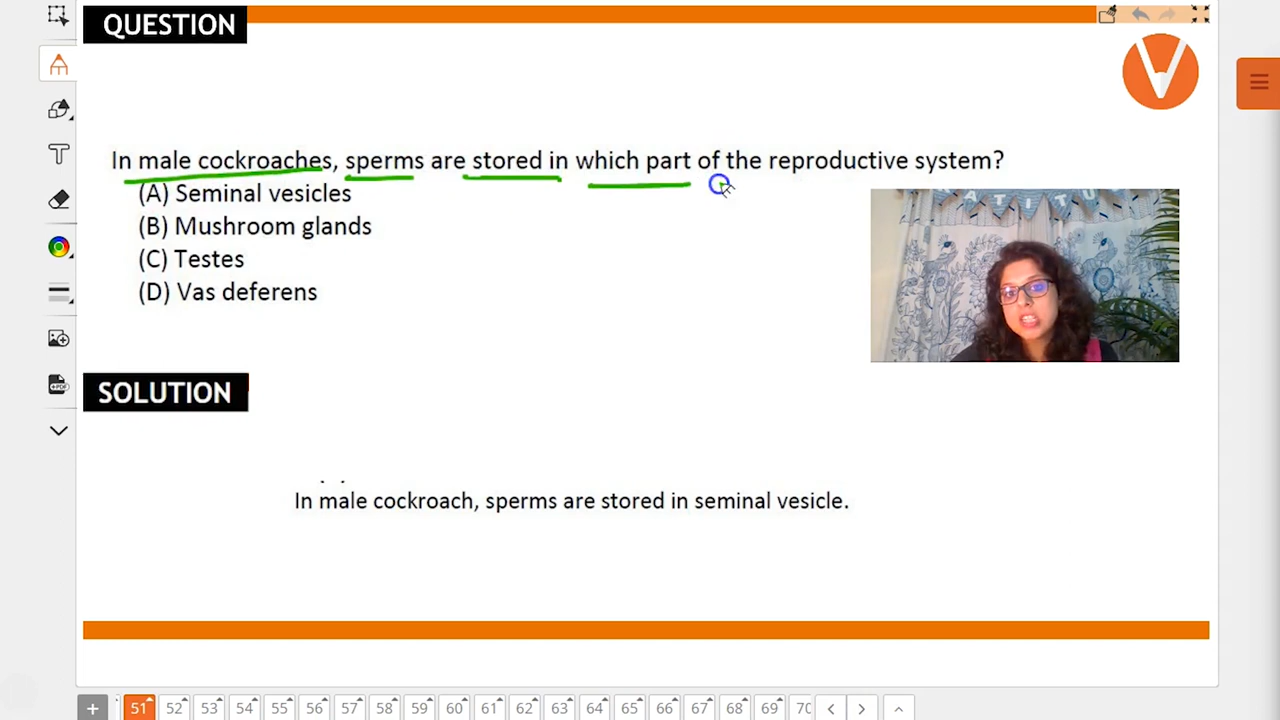 QUESTION
In male cockroaches, sperms are stored in which part of the reproductive system?
(A) Seminal vesicles
(B) Mushroom glands
(C) Testes
(D) Vas deferens
SOLUTION
In male cockroach, sperms are stored in seminal vesicle.
51 52 53 54 55 56 57 58 59 60 61 62 63 64 65 66 67 68 69